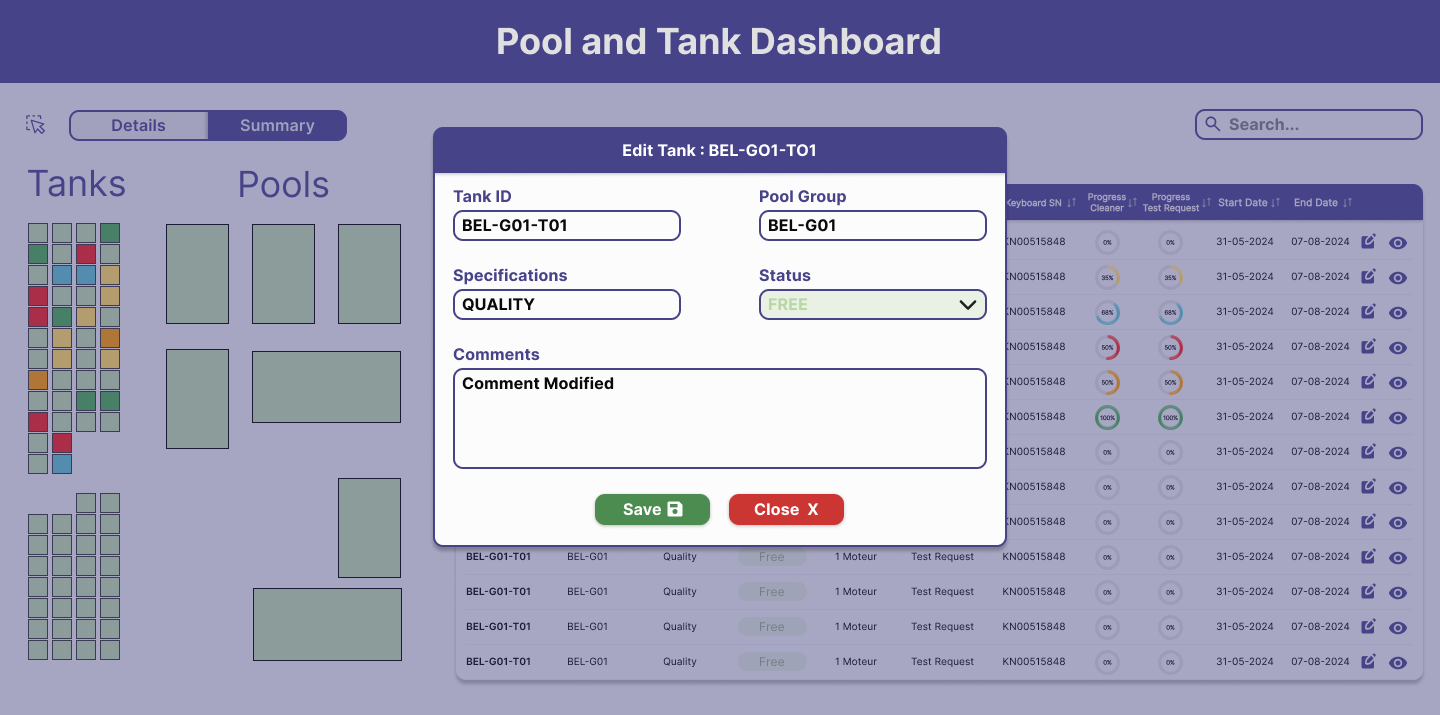 Pool and Tank Dashboard
Details Summary
Search...
Tanks Pools
Edit Tank : BEL-GO1-TO1
Tank ID
BEL-G01-T01
Pool Group
BEL-G01
Specifications
QUALITY
Status
FREE
Comments
Comment Modified
Save
Close X
Keyboard SN Progress Cleaner Progress Test Request Start Date End Date
KN00515848 0% 0% 31-05-2024 07-08-2024
KN00515848 35% 35% 31-05-2024 07-08-2024
KN00515848 68% 68% 31-05-2024 07-08-2024
KN00515848 50% 50% 31-05-2024 07-08-2024
KN00515848 50% 50% 31-05-2024 07-08-2024
KN00515848 100% 100% 31-05-2024 07-08-2024
KN00515848 0% 0% 31-05-2024 07-08-2024
KN00515848 0% 0% 31-05-2024 07-08-2024
KN00515848 0% 0% 31-05-2024 07-08-2024
BEL-G01-T01 BEL-G01 Quality Free 1 Moteur Test Request KN00515848 0% 0% 31-05-2024 07-08-2024
BEL-G01-T01 BEL-G01 Quality Free 1 Moteur Test Request KN00515848 0% 0% 31-05-2024 07-08-2024
BEL-G01-T01 BEL-G01 Quality Free 1 Moteur Test Request KN00515848 0% 0% 31-05-2024 07-08-2024
BEL-G01-T01 BEL-G01 Quality Free 1 Moteur Test Request KN00515848 0% 0% 31-05-2024 07-08-2024